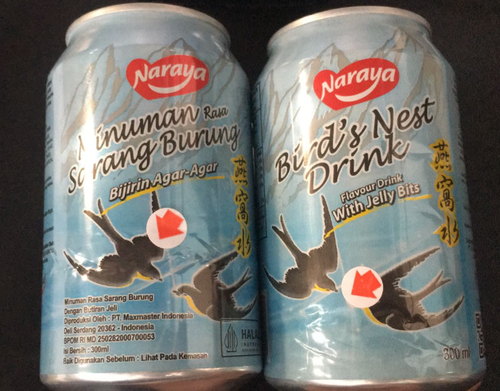 Naraya
Minuman Rasa
Sarang Burung
Bijirin Agar-Agar
燕窩水
Minuman Rasa Sarang Burung
Dengan Butiran Jeli
Diproduksi Oleh : PT. Maxmaster Indonesia
Deli Serdang 20362 - Indonesia
BPOM RI MD 250282000700053
Isi Bersih : 300ml
Baik Digunakan Sebelum : Lihat Pada Kemasan
HALAL
Naraya
Bird's Nest
Drink
Flavour Drink
With Jelly Bits
燕窩水
300 ml